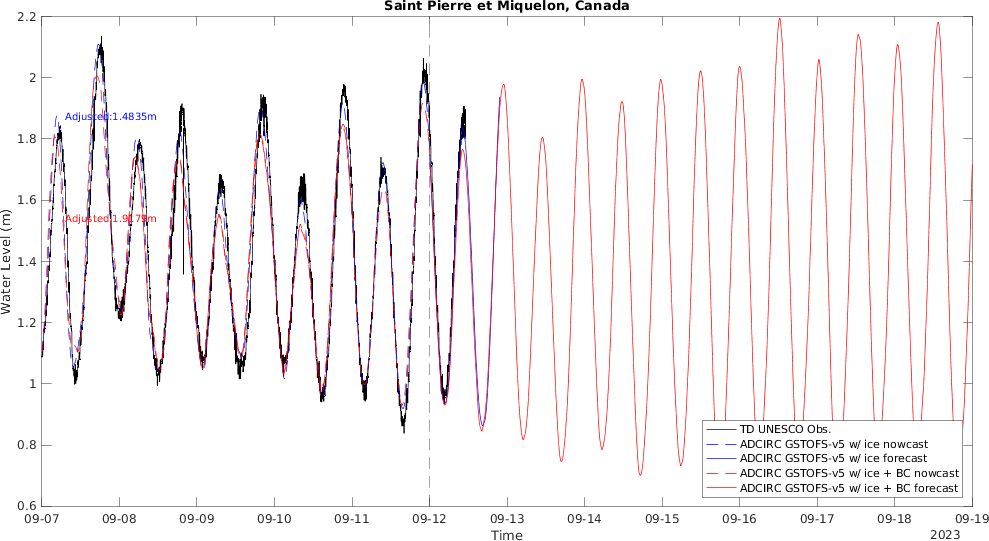 Saint Pierre et Miquelon, Canada
2.2
2
1.8
1.6
1.4
1.2
1
0.8
0.6
Water Level (m)
Adjusted:1.4835m
Adjusted:1.9179m
TD UNESCO Obs.
ADCIRC GSTOFS-v5 w/ ice nowcast
ADCIRC GSTOFS-v5 w/ ice forecast
ADCIRC GSTOFS-v5 w/ ice + BC nowcast
ADCIRC GSTOFS-v5 w/ ice + BC forecast
09-07 09-08 09-09 09-10 09-11 09-12 09-13 09-14 09-15 09-16 09-17 09-18 09-19
Time
2023